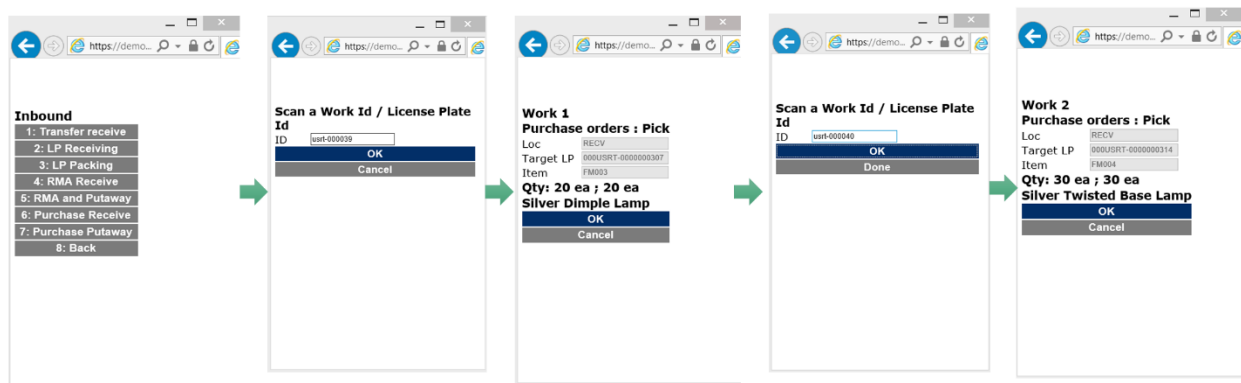 https://demo...
Inbound
1: Transfer receive
2: LP Receiving
3: LP Packing
4: RMA Receive
5: RMA and Putaway
6: Purchase Receive
7: Purchase Putaway
8: Back
https://demo...
Scan a Work Id / License Plate
Id
ID usrt-000039
OK
Cancel
https://demo...
Work 1
Purchase orders : Pick
Loc RECV
Target LP 000USRT-0000000307
Item FM003
Qty: 20 ea ; 20 ea
Silver Dimple Lamp
OK
Cancel
https://demo...
Scan a Work Id / License Plate
Id
ID usrt-000040
OK
Done
https://demo...
Work 2
Purchase orders : Pick
Loc RECV
Target LP 000USRT-0000000314
Item FM004
Qty: 30 ea ; 30 ea
Silver Twisted Base Lamp
OK
Cancel